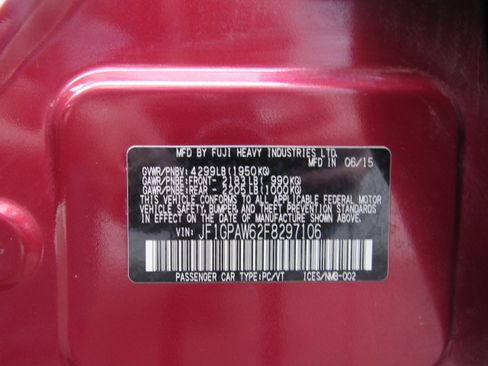 MFD BY FUJI HEAVY INDUSTRIES LTD.
MFD IN 06/15
GVWR/PNBV: 4299LB(1950KG)
GAWR/PNBE:FRONT- 2183LB( 990KG)
GAWR/PNBE:REAR - 2205LB(1000KG)
THIS VEHICLE CONFORMS TO ALL APPLICABLE FEDERAL MOTOR
VEHICLE SAFETY,BUMPER, AND THEFT PREVENTION STANDARDS
IN EFFECT ON THE DATE OF MANUFACTURE SHOWN ABOVE.
VIN: JF1GPAW62F8297106
PASSENGER CAR TYPE:PC/VT ICES/NMB-002